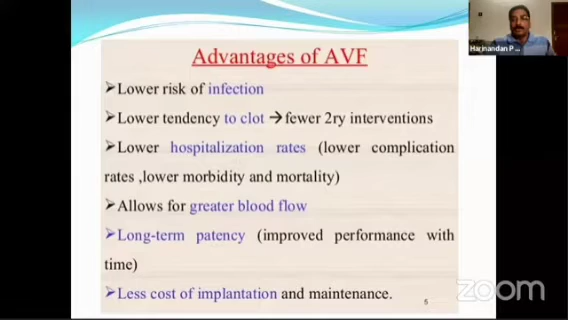 Advantages of AVF
➢Lower risk of infection
➢Lower tendency to clot →fewer 2ry interventions
➢Lower hospitalization rates (lower complication
rates ,lower morbidity and mortality)
➢Allows for greater blood flow
➢Long-term patency (improved performance with
time)
➢Less cost of implantation and maintenance.
5
zoom
Harinandan P ...